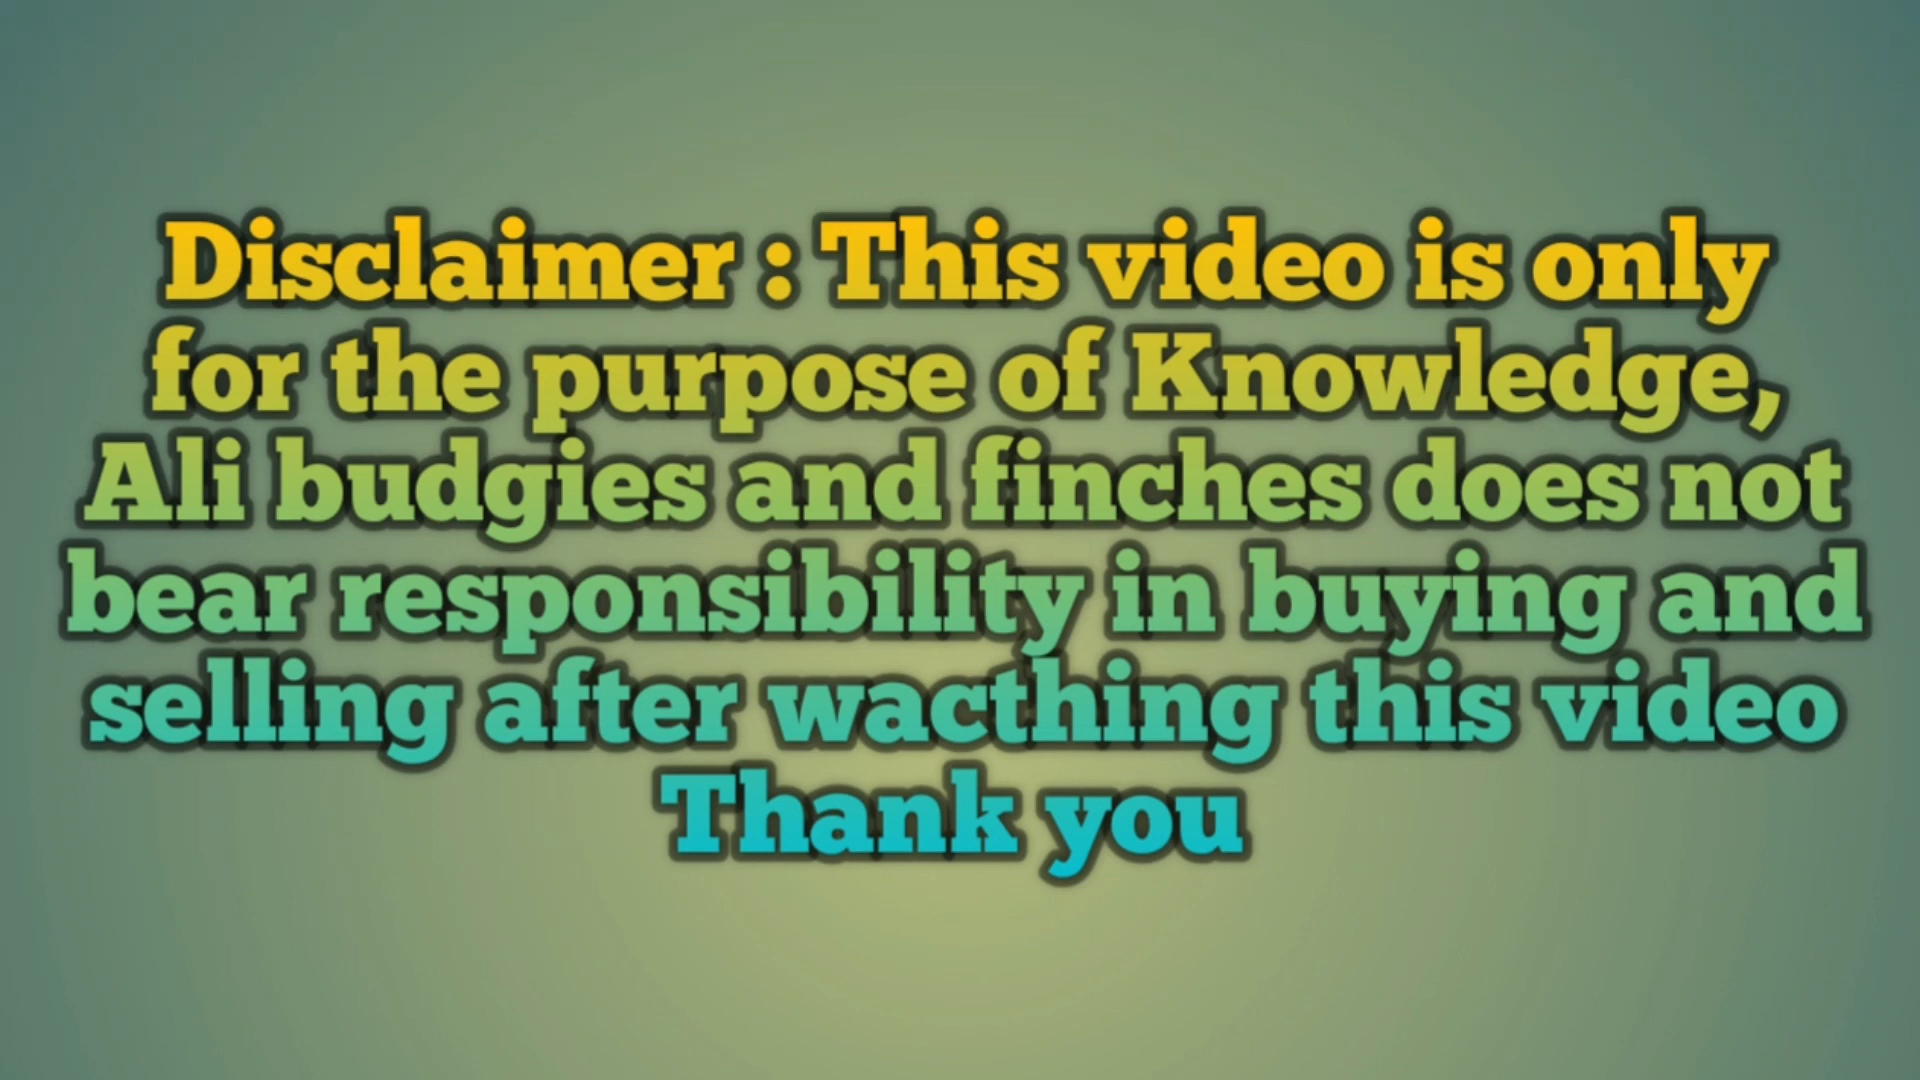 Disclaimer : This video is only
for the purpose of Knowledge,
Ali budgies and finches does not
bear responsibility in buying and
selling after wacthing this video
Thank you